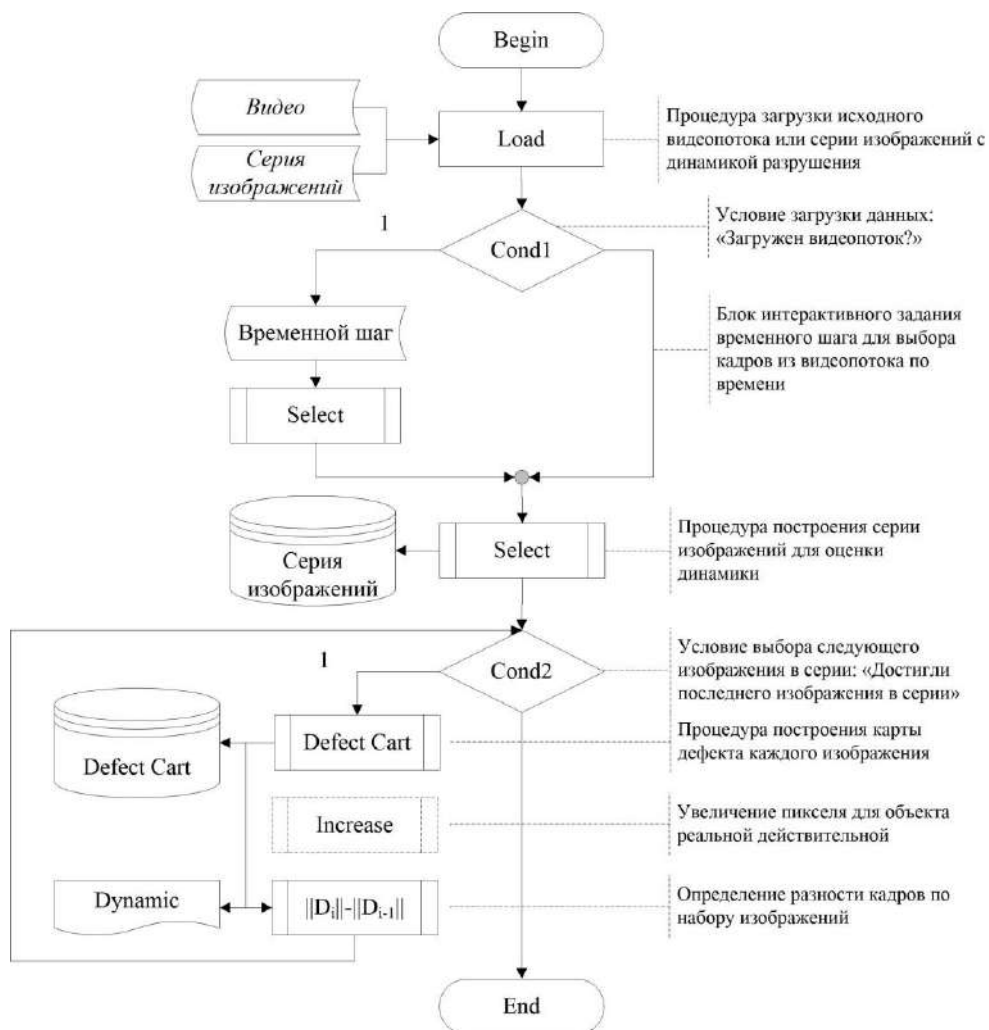 Begin
Видео
Серия
изображений
Load
Процедура загрузки исходного
видеопотока или серии изображений с
динамикой разрушения
1
Cond1
Условие загрузки данных:
«Загружен видеопоток?»
Временной шаг
Блок интерактивного задания
временного шага для выбора
кадров из видеопотока по
времени
Select
Серия
изображений
Select
Процедура построения серии
изображений для оценки
динамики
1
Cond2
Условие выбора следующего
изображения в серии: «Достигли
последнего изображения в серии»
Defect Cart
Defect Cart
Процедура построения карты
дефекта каждого изображения
Increase
Увеличение пикселя для объекта
реальной действительной
Dynamic
||Di||-||Di-1||
Определение разности кадров по
набору изображений
End